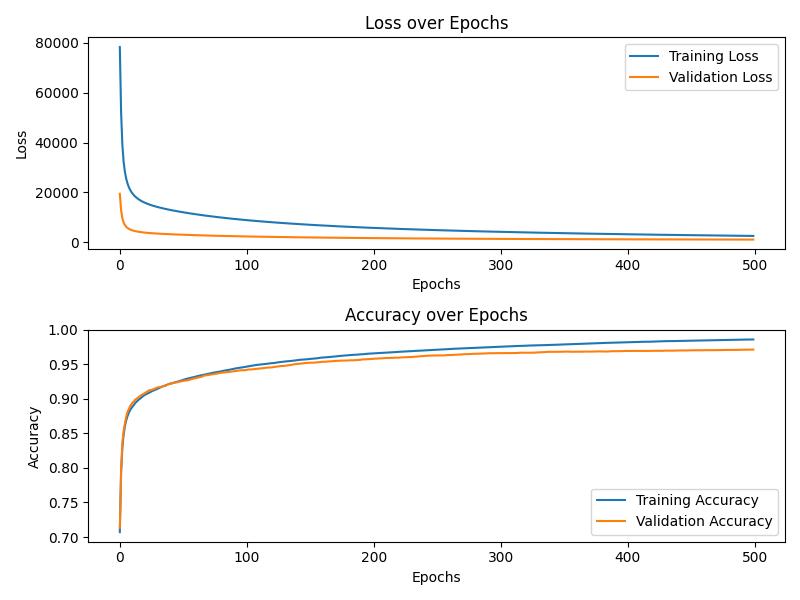 Loss over Epochs
80000
60000
40000
20000
0
Loss
Training Loss
Validation Loss
0 100 200 300 400 500
Epochs
Accuracy over Epochs
1.00
0.95
0.90
0.85
0.80
0.75
0.70
Accuracy
Training Accuracy
Validation Accuracy
0 100 200 300 400 500
Epochs